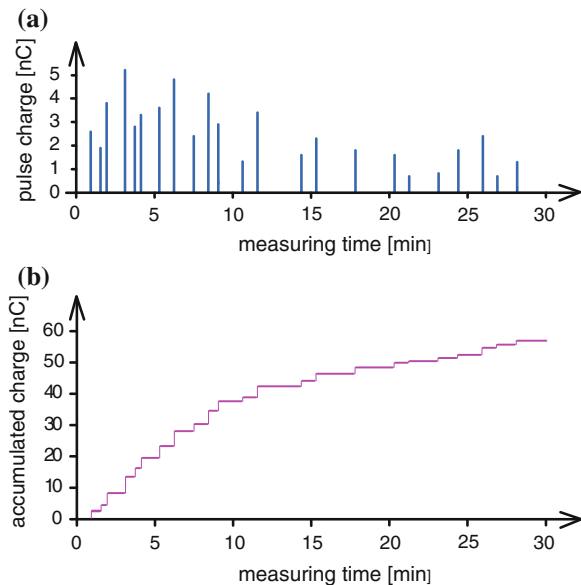 (a)
pulse charge [nC]
5
4
3
2
1
0
0 5 10 15 20 25 30
measuring time [min]
(b)
accumulated charge [nC]
60
50
40
30
20
10
0
0 5 10 15 20 25 30
measuring time [min]